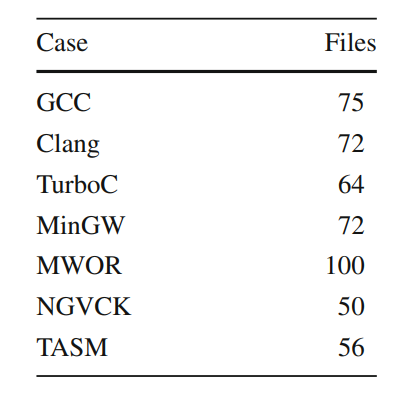 Case Files
GCC 75
Clang 72
TurboC 64
MinGW 72
MWOR 100
NGVCK 50
TASM 56